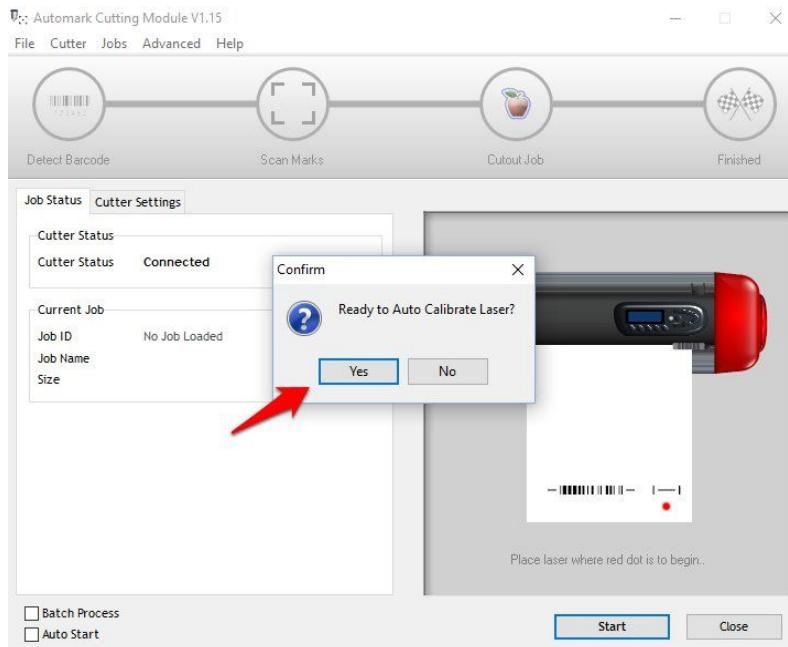 Automark Cutting Module V1.15
File Cutter Jobs Advanced Help
Detect Barcode Scan Marks Cutout Job Finished
Job Status Cutter Settings
Cutter Status
Cutter Status Connected
Current Job
Job ID No Job Loaded
Job Name
Size
Confirm
Ready to Auto Calibrate Laser?
Yes No
Place laser where red dot is to begin..
Batch Process
Auto Start
Start Close